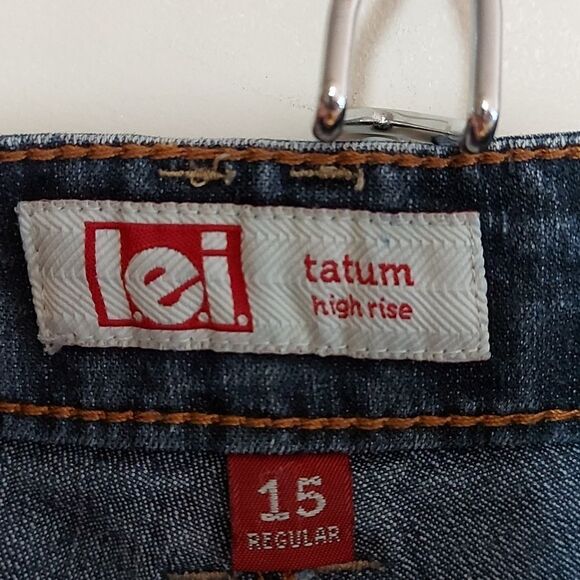 l.e.i.
tatum
high rise
15
REGULAR